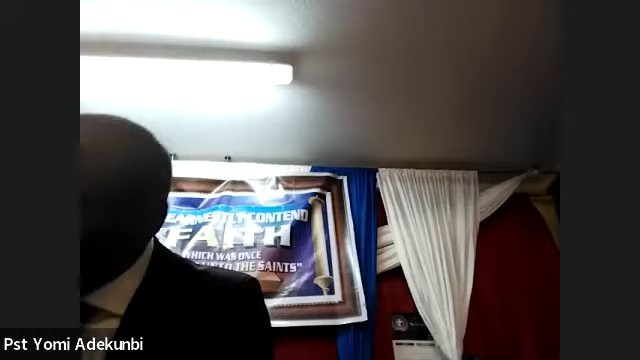 EARNESTLY CONTEND
FAITH
WHICH WAS ONCE
THE SAINTS"
Pst Yomi Adekunbi